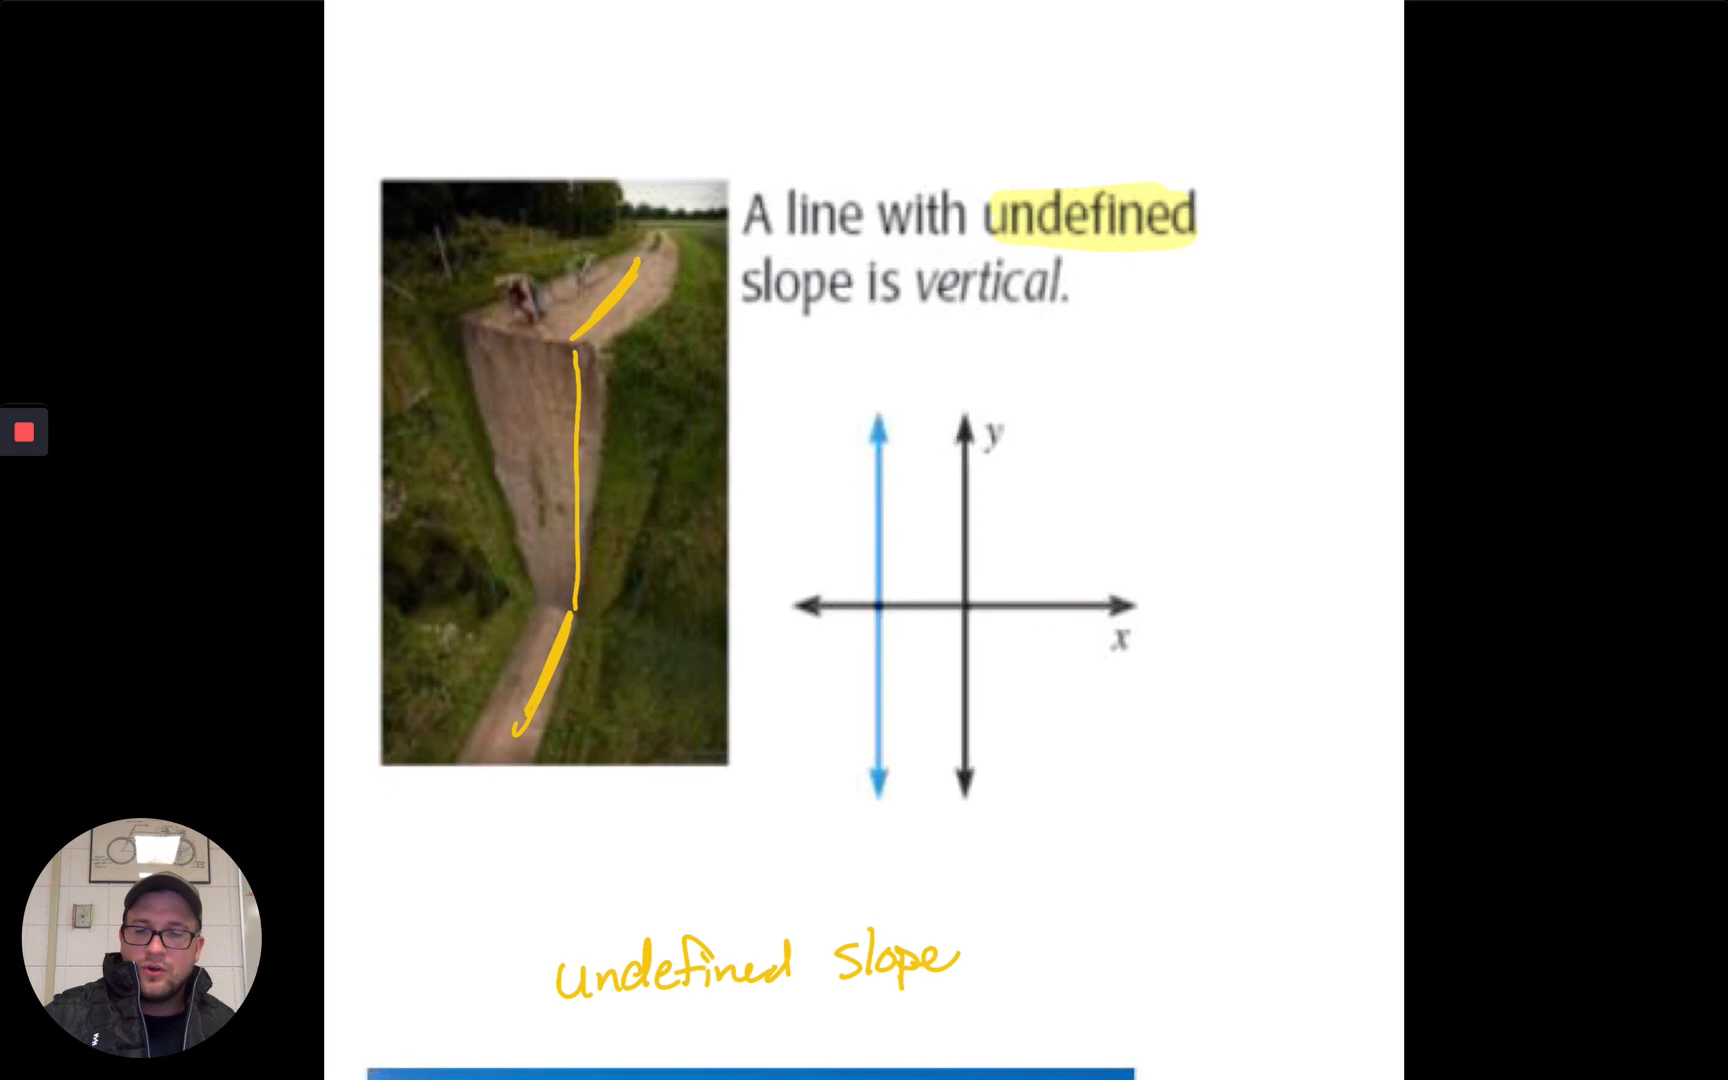 A line with undefined
slope is vertical.
y
x
undefined slope